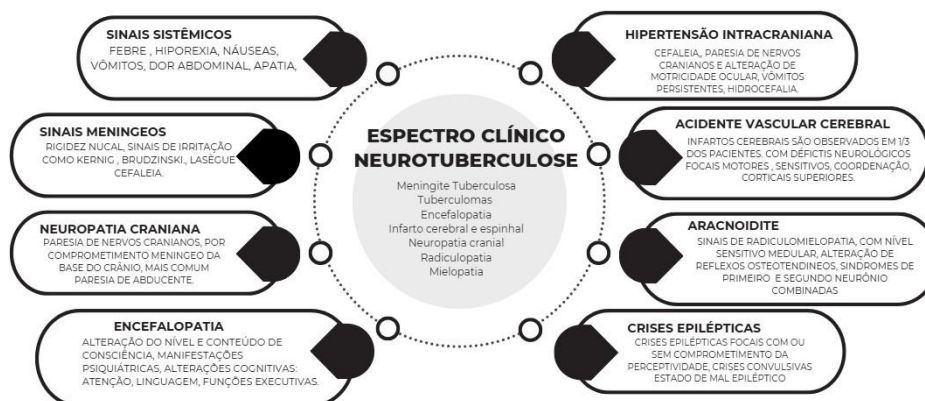 SINAIS SISTÊMICOS
FEBRE , HIPOREXIA, NÁUSEAS,
VÔMITOS, DOR ABDOMINAL, APATIA,
SINAIS MENINGEOS
RIGIDEZ NUCAL, SINAIS DE IRRITAÇÃO
COMO KERNIG , BRUDZINSKI., LASÈGUE
CEFALEIA.
NEUROPATIA CRANIANA
PARESIA DE NERVOS CRANIANOS, POR
COMPROMETIMENTO MENINGEO DA
BASE DO CRÂNIO, MAIS COMUM
PARESIA DE ABDUCENTE.
ENCEFALOPATIA
ALTERAÇÃO DO NÍVEL E CONTEÚDO DE
CONSCIÊNCIA, MANIFESTAÇÕES
PSIQUIÁTRICAS, ALTERAÇÕES COGNITIVAS:
ATENÇÃO, LINGUAGEM, FUNÇÕES EXECUTIVAS.
ESPECTRO CLÍNICO
NEUROTUBERCULOSE
Meningite Tuberculosa
Tuberculomas
Encefalopatia
Infarto cerebral e espinhal
Neuropatia cranial
Radiculopatia
Mielopatia
HIPERTENSÃO INTRACRANIANA
CEFALEIA,, PARESIA DE NERVOS
CRANIANOS E ALTERAÇÃO DE
MOTRICIDADE OCULAR, VÔMITOS
PERSISTENTES, HIDROCEFALIA.
ACIDENTE VASCULAR CEREBRAL
INFARTOS CEREBRAIS SÃO OBSERVADOS EM 1/3
DOS PACIENTES. COM DÉFICTIS NEUROLÓGICOS
FOCAIS MOTORES , SENSITIVOS, COORDENAÇÃO,
CORTICAIS SUPERIORES.
ARACNOIDITE
SINAIS DE RADICULOMIELOPATIA, COM NÍVEL
SENSITIVO MEDULAR, ALTERAÇÃO DE
REFLEXOS OSTEOTENDINEOS, SINDROMES DE
PRIMEIRO E SEGUNDO NEURÔNIO
COMBINADAS
CRISES EPILÉPTICAS
CRISES EPILÉPTICAS FOCAIS COM OU
SEM COMPROMETIMENTO DA
PERCEPTIVIDADE, CRISES CONVULSIVAS
ESTADO DE MAL EPILÉPTICO